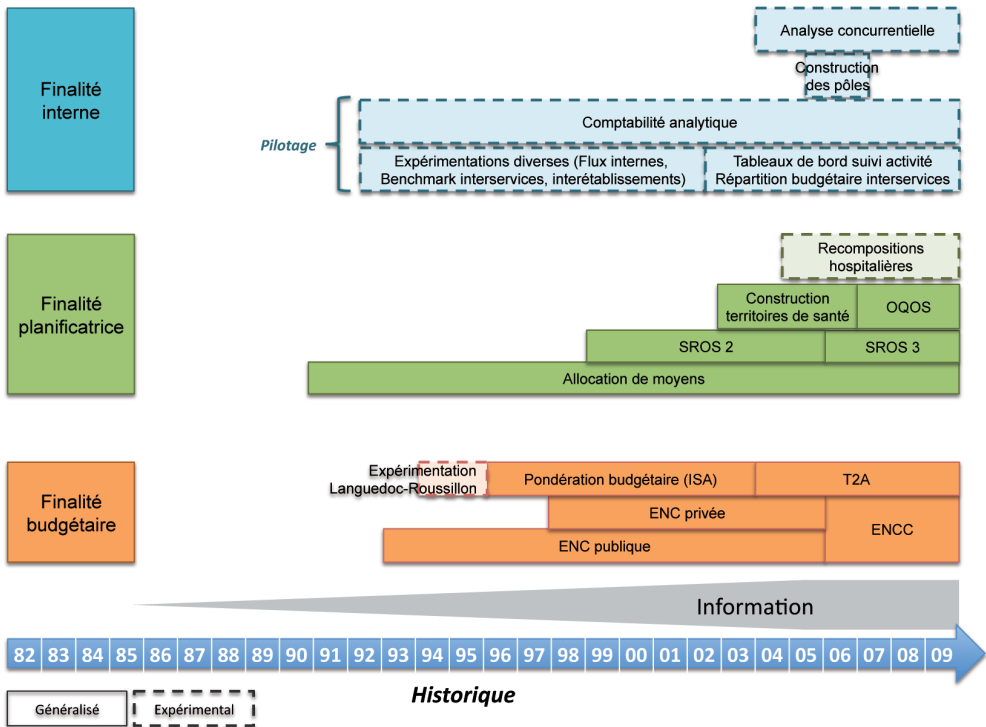 Finalité
interne
Analyse concurrentielle
Construction
des pôles
Pilotage
Comptabilité analytique
Expérimentations diverses (Flux internes,
Benchmark interservices, interétablissements)
Tableaux de bord suivi activité
Répartition budgétaire interservices
Finalité
planificatrice
Recompositions
hospitalières
Construction
territoires de santé
OQOS
SROS 2
SROS 3
Allocation de moyens
Finalité
budgétaire
Expérimentation
Languedoc-Roussillon
Pondération budgétaire (ISA)
T2A
ENC privée
ENCC
ENC publique
Information
82 83 84 85 86 87 88 89 90 91 92 93 94 95 96 97 98 99 00 01 02 03 04 05 06 07 08 09
Historique
Généralisé
Expérimental